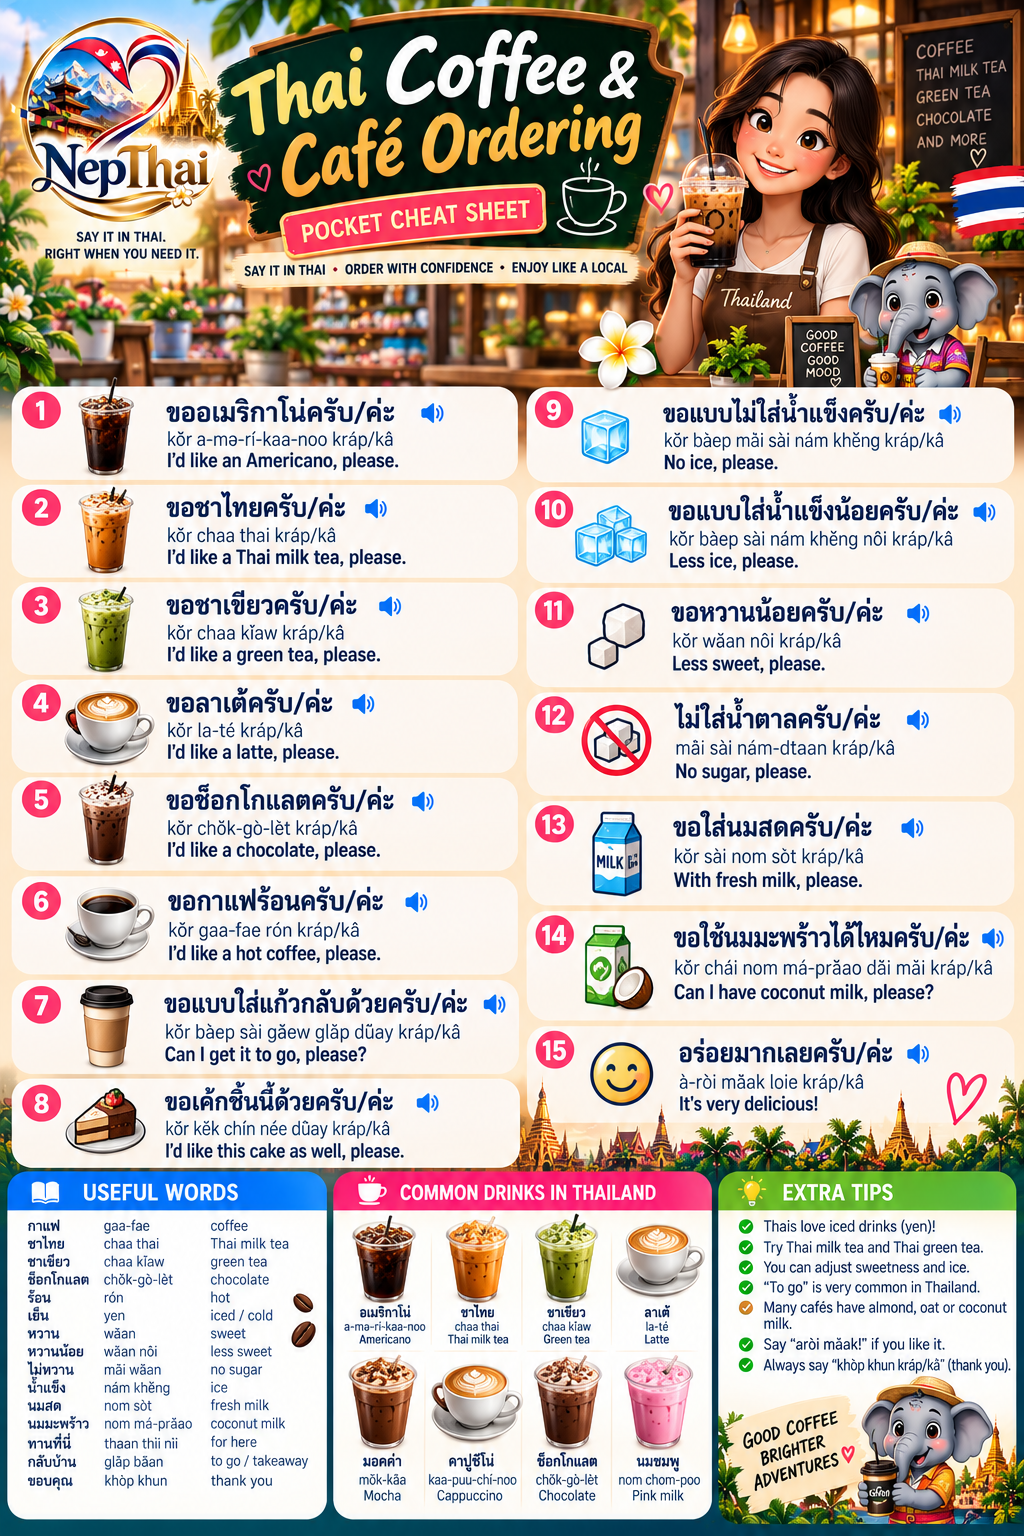 NepThai
SAY IT IN THAI.
RIGHT WHEN YOU NEED IT.
Thai Coffee &
Café Ordering
POCKET CHEAT SHEET
SAY IT IN THAI • ORDER WITH CONFIDENCE • ENJOY LIKE A LOCAL
COFFEE
THAI MILK TEA
GREEN TEA
CHOCOLATE
AND MORE
Thailand
GOOD
COFFEE
GOOD
MOOD
1
ขออเมริกาโน่ครับ/ค่ะ
kŏr a-mə-rí-kaa-noo kráp/kâ
I'd like an Americano, please.
2
ขอชาไทยครับ/ค่ะ
kŏr chaa thai kráp/kâ
I'd like a Thai milk tea, please.
3
ขอชาเขียวครับ/ค่ะ
kŏr chaa kǐaw kráp/kâ
I'd like a green tea, please.
4
ขอลาเต้ครับ/ค่ะ
kŏr la-té kráp/kâ
I'd like a latte, please.
5
ขอช็อกโกแลตครับ/ค่ะ
kŏr chŏk-gò-lèt kráp/kâ
I'd like a chocolate, please.
6
ขอกาแฟร้อนครับ/ค่ะ
kŏr gaa-fae rón kráp/kâ
I'd like a hot coffee, please.
7
ขอแบบใส่แก้วกลับด้วยครับ/ค่ะ
kŏr bàep sài găew glăp dŭay kráp/kâ
Can I get it to go, please?
8
ขอเค้กชิ้นนี้ด้วยครับ/ค่ะ
kŏr kĕk chín née dûay kráp/kâ
I'd like this cake as well, please.
9
ขอแบบไม่ใส่น้ำแข็งครับ/ค่ะ
kŏr bàep măi sài nám khĕng kráp/kâ
No ice, please.
10
ขอแบบใส่น้ำแข็งน้อยครับ/ค่ะ
kŏr bàep sài nám khĕng nôi kráp/kâ
Less ice, please.
11
ขอหวานน้อยครับ/ค่ะ
kŏr wăan nôi kráp/kâ
Less sweet, please.
12
ไม่ใส่น้ำตาลครับ/ค่ะ
mâi sài nám-dtaan kráp/kâ
No sugar, please.
13
MILK
ขอใส่นมสดครับ/ค่ะ
kŏr sài nom sòt kráp/kâ
With fresh milk, please.
14
ขอใช้นมมะพร้าวได้ไหมครับ/ค่ะ
kŏr chái nom má-prăao dăi măi kráp/kâ
Can I have coconut milk, please?
15
อร่อยมากเลยครับ/ค่ะ
à-ròi măak loie kráp/kâ
It's very delicious!
USEFUL WORDS
กาแฟ gaa-fae coffee
ชาไทย chaa thai Thai milk tea
ชาเขียว chaa kǐaw green tea
ช็อกโกแลต chŏk-gò-lèt chocolate
ร้อน rón hot
เย็น yen iced / cold
หวาน wăan sweet
หวานน้อย wăan nôi less sweet
ไม่หวาน măi wăan no sugar
น้ำแข็ง nám khĕng ice
นมสด nom sòt fresh milk
นมมะพร้าว nom má-prăao coconut milk
ทานที่นี่ thaan thii nii for here
กลับบ้าน glăp băan to go / takeaway
ขอบคุณ khòp khun thank you
COMMON DRINKS IN THAILAND
อเมริกาโน่
a-mə-rí-kaa-noo
Americano
ชาไทย
chaa thai
Thai milk tea
ชาเขียว
chaa kǐaw
Green tea
ลาเต้
la-té
Latte
มอคค่า
mŏk-kăa
Mocha
คาปูชีโน่
kaa-puu-chí-noo
Cappuccino
ช็อกโกแลต
chŏk-gò-lèt
Chocolate
นมชมพู
nom chom-poo
Pink milk
EXTRA TIPS
Thais love iced drinks (yen)!
Try Thai milk tea and Thai green tea.
You can adjust sweetness and ice.
“To go” is very common in Thailand.
Many cafés have almond, oat or coconut
milk.
Say “aròi măak!” if you like it.
Always say “khòp khun kráp/kâ” (thank you).
GOOD COFFEE
BRIGHTER
ADVENTURES